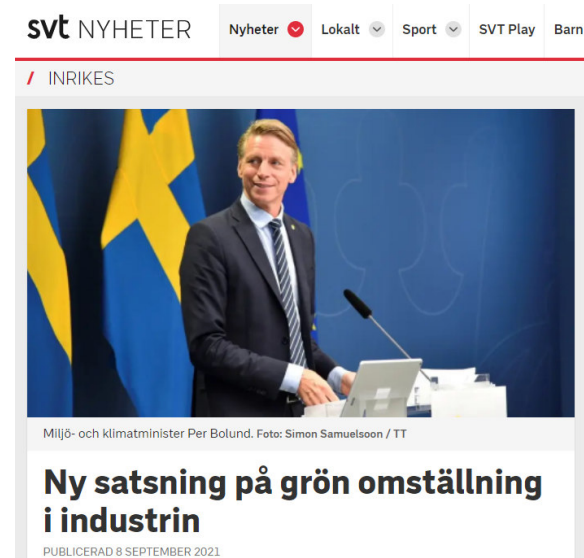 svt NYHETER Nyheter Lokalt Sport SVT Play Barn
/ INRIKES
Miljö- och klimatminister Per Bolund. Foto: Simon Samuelsoon / TT
Ny satsning på grön omställning
i industrin
PUBLICERAD 8 SEPTEMBER 2021